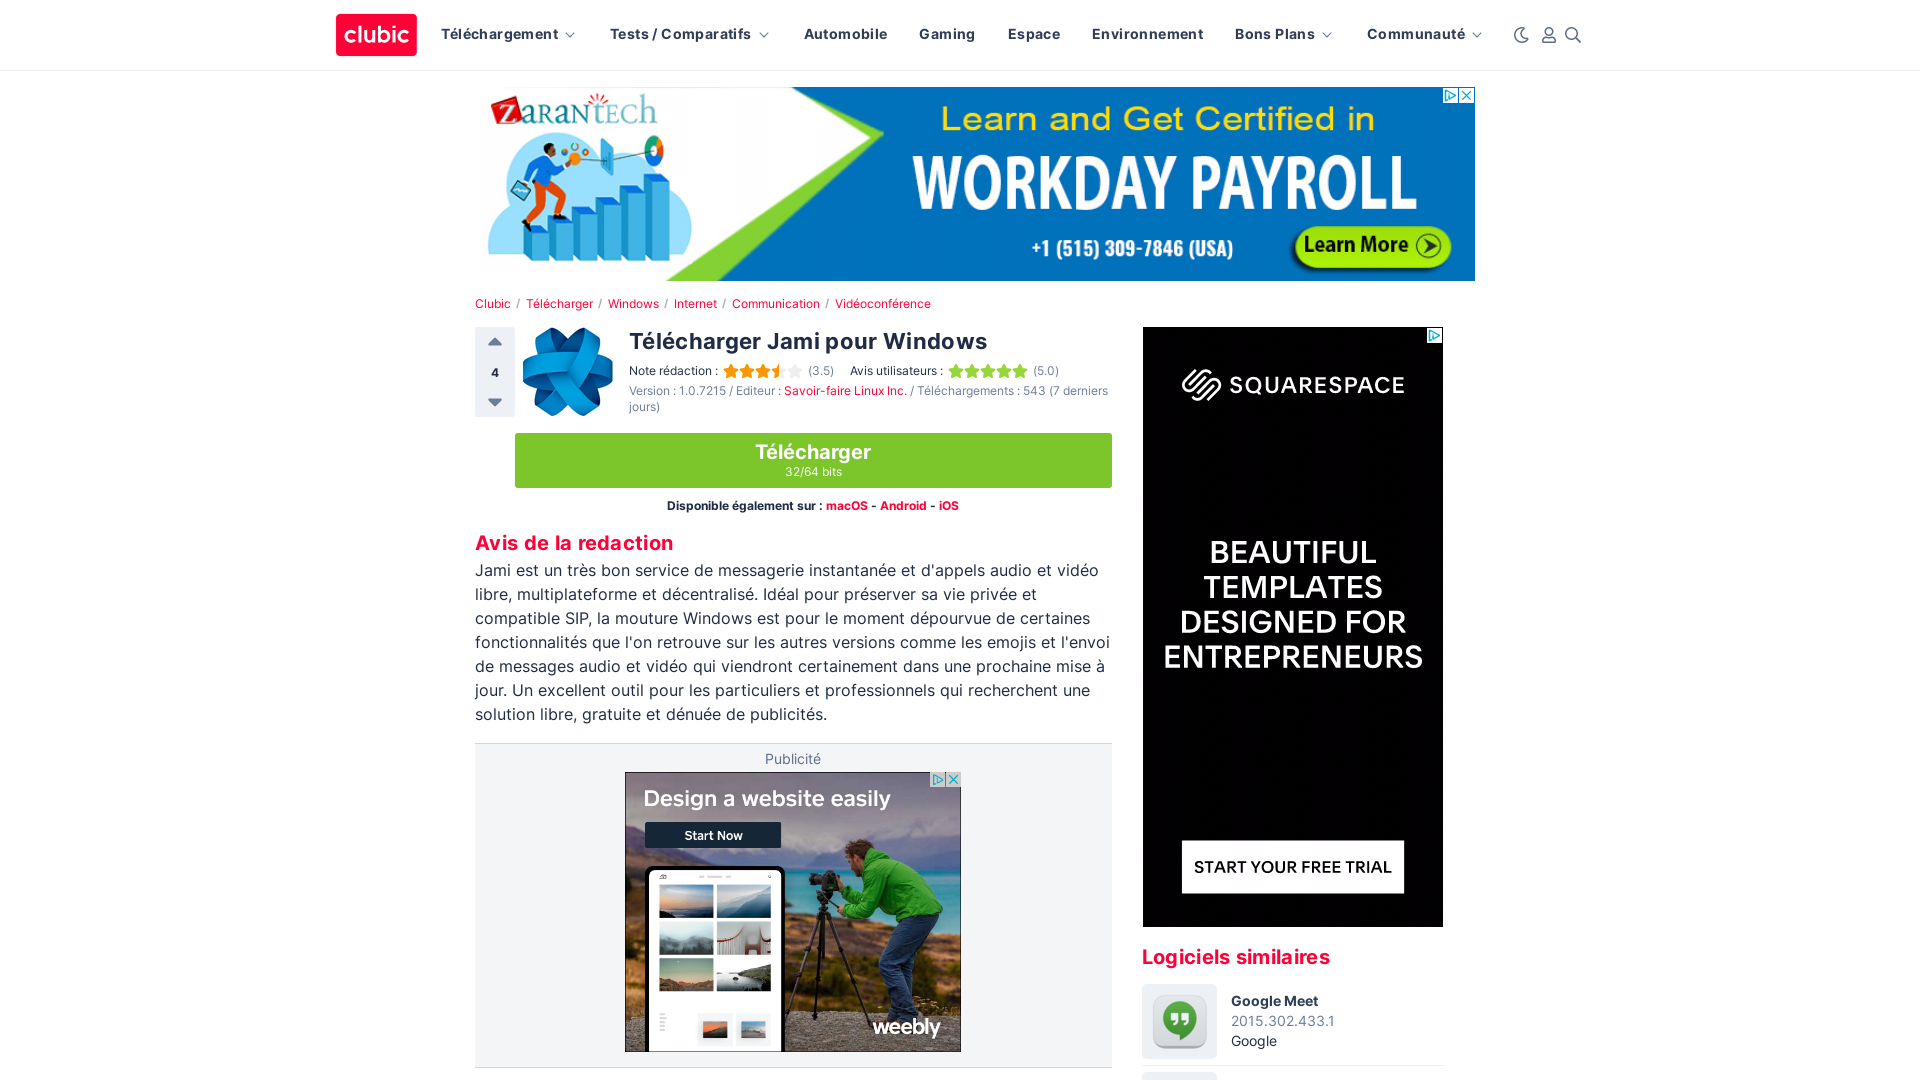 clubic
Téléchargement
Tests / Comparatifs
Automobile
Gaming
Espace
Environnement
Bons Plans
Communauté
ZARANTECH
Learn and Get Certified in
WORKDAY PAYROLL
+1 (515) 309-7846 (USA)
Learn More
Clubic / Télécharger / Windows / Internet / Communication / Vidéoconférence
4
Télécharger Jami pour Windows
Note rédaction : (3.5) Avis utilisateurs : (5.0)
Version : 1.0.7215 / Editeur : Savoir-faire Linux Inc. / Téléchargements : 543 (7 derniers
jours)
Télécharger
32/64 bits
Disponible également sur : macOS - Android - iOS
Avis de la redaction
Jami est un très bon service de messagerie instantanée et d'appels audio et vidéo
libre, multiplateforme et décentralisé. Idéal pour préserver sa vie privée et
compatible SIP, la mouture Windows est pour le moment dépourvue de certaines
fonctionnalités que l'on retrouve sur les autres versions comme les emojis et l'envoi
de messages audio et vidéo qui viendront certainement dans une prochaine mise à
jour. Un excellent outil pour les particuliers et professionnels qui recherchent une
solution libre, gratuite et dénuée de publicités.
Publicité
Design a website easily
Start Now
weebly
SQUARESPACE
BEAUTIFUL
TEMPLATES
DESIGNED FOR
ENTREPRENEURS
START YOUR FREE TRIAL
Logiciels similaires
Google Meet
2015.302.433.1
Google